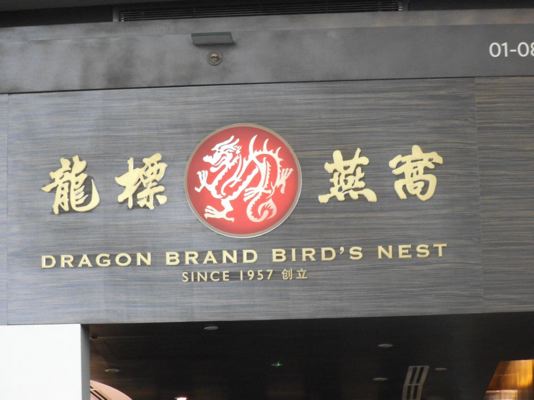 01-08
龍標 燕窩
DRAGON BRAND BIRD'S NEST
SINCE 1957 创立